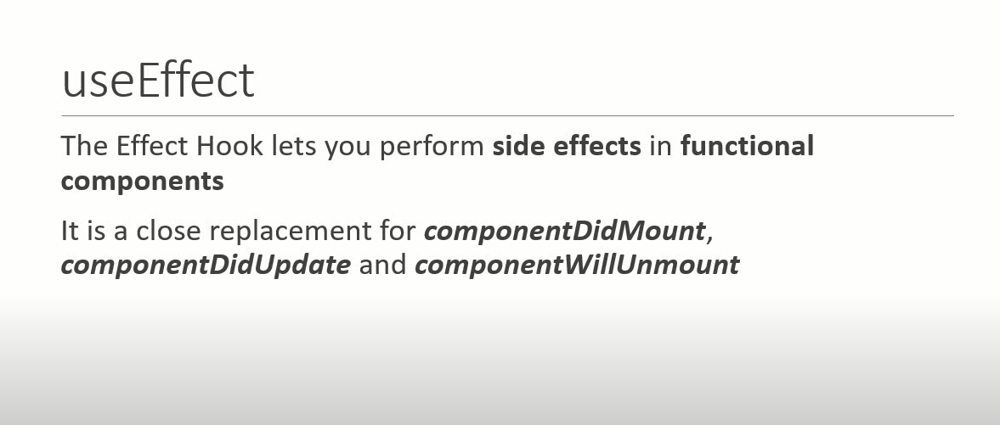 useEffect
The Effect Hook lets you perform side effects in functional
components
It is a close replacement for componentDidMount,
componentDidUpdate and componentWillUnmount